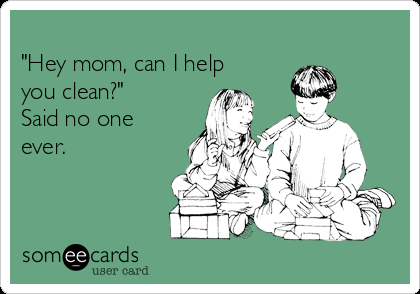 "Hey mom, can I help
you clean?"
Said no one
ever.
someecards
user card